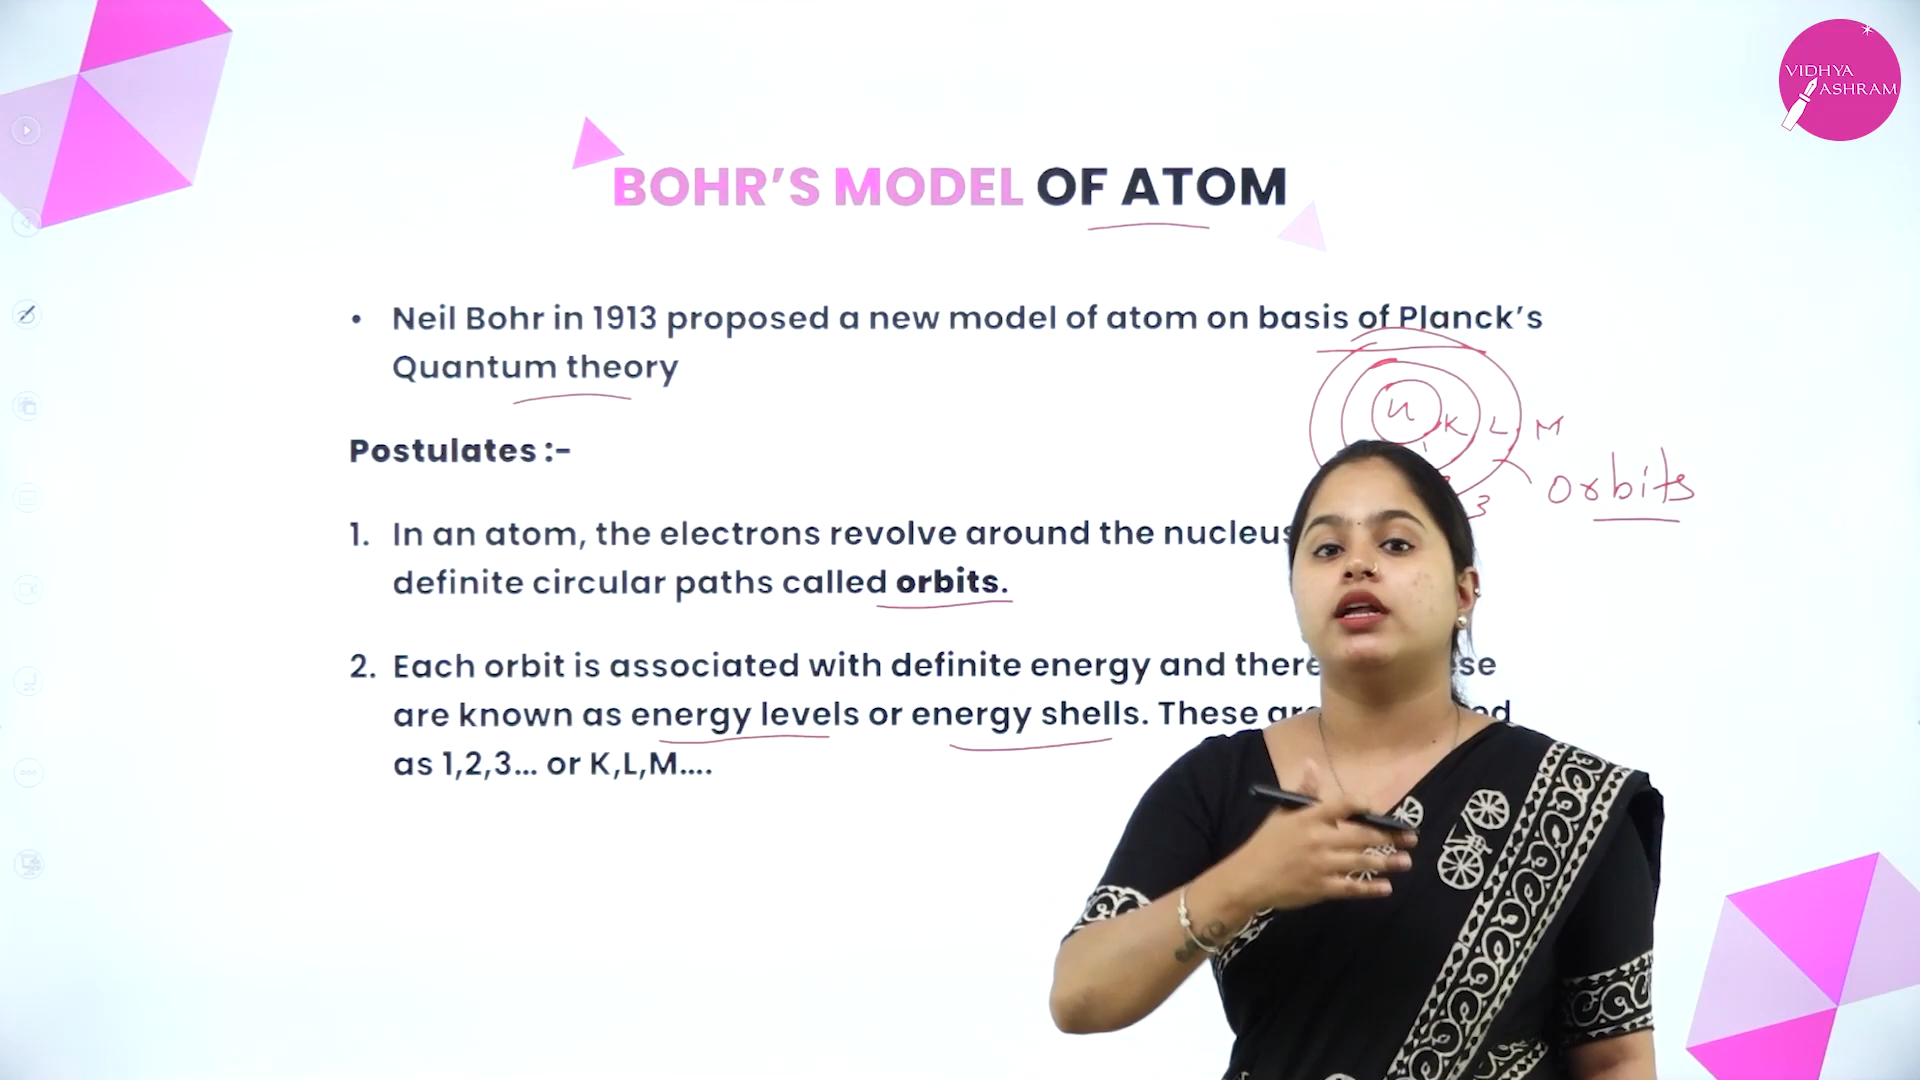 VIDHYA
ASHRAM
BOHR'S MODEL OF ATOM
• Neil Bohr in 1913 proposed a new model of atom on basis of Planck's
Quantum theory
n K L M
Postulates :-
orbits
3
1. In an atom, the electrons revolve around the nucleus
definite circular paths called orbits.
2. Each orbit is associated with definite energy and
are known as energy levels or energy shells. These
as 1,2,3... or K,L,M....